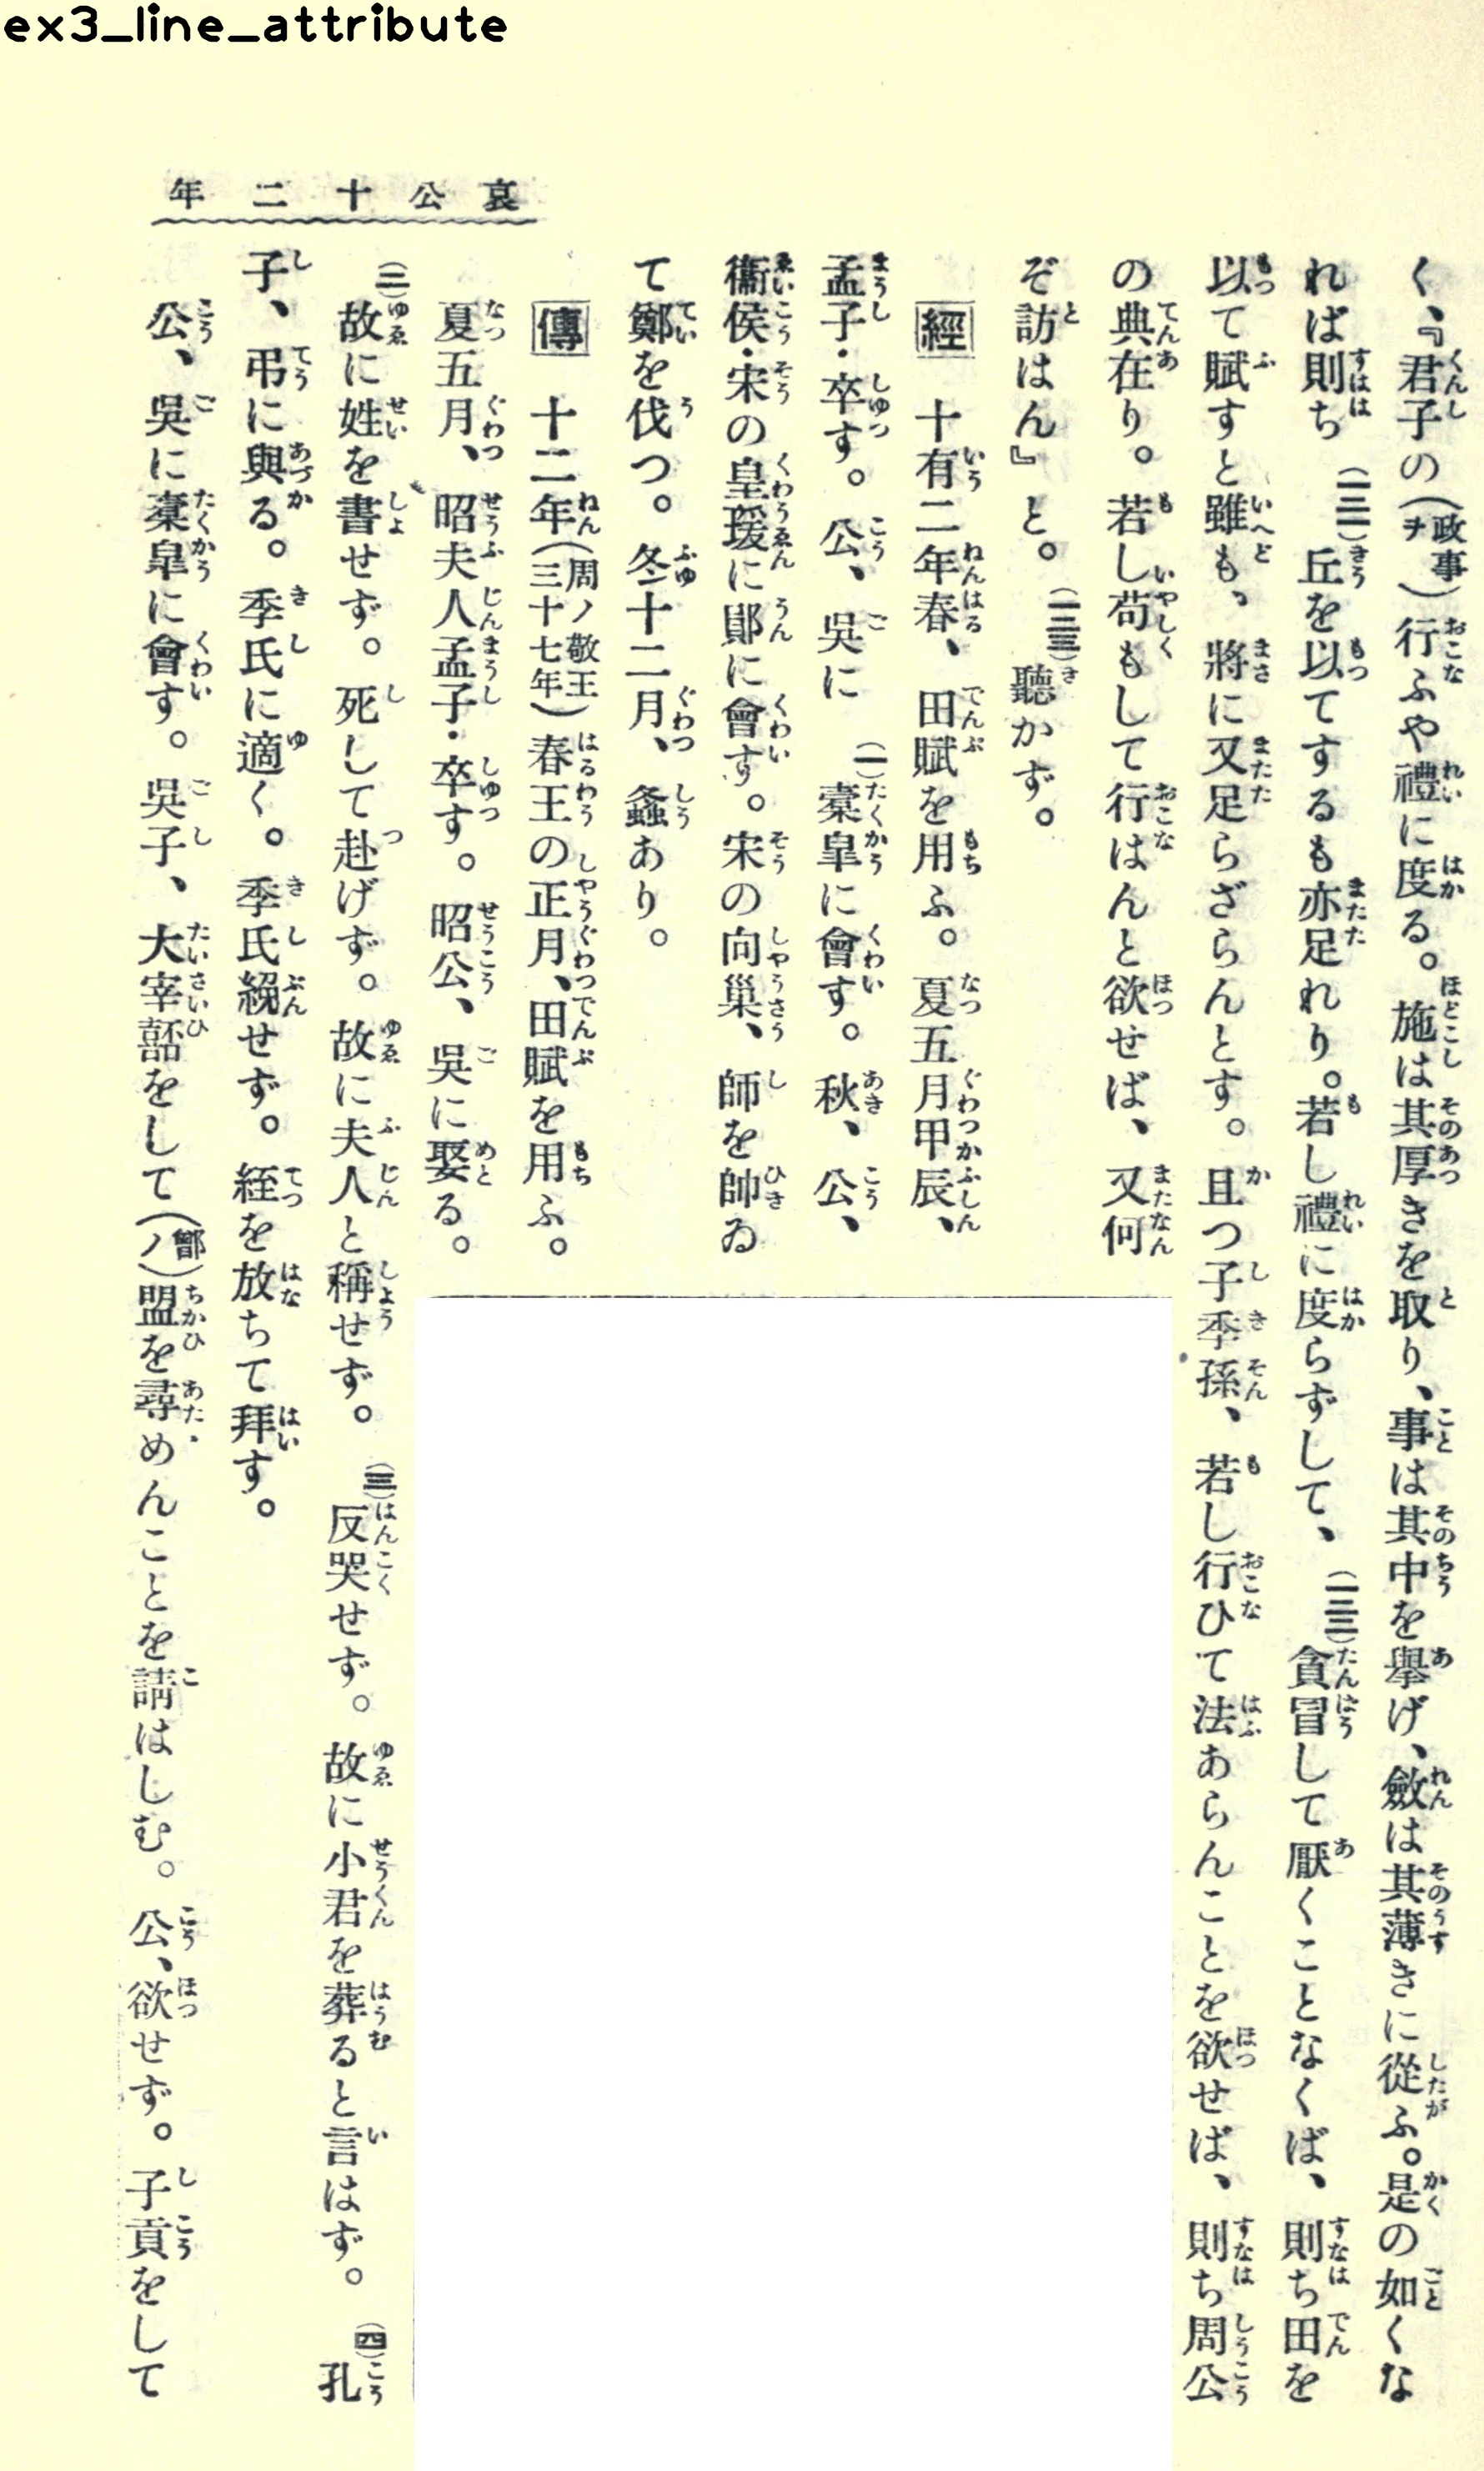 ex3_line_attribute
哀公十二年
く、『君子の(政事ヲ)行ふや禮に度る。施は其厚きを取り、事は其中を擧げ、斂は其薄きに從ふ。是の如くな
れば則ち(一三一)丘を以てするも亦足れり。若し禮に度らずして、(一三二)貪冒して厭くことなくば、則ち田を
以て賦すと雖も、將に又足らざらんとす。且つ子季孫、若し行ひて法あらんことを欲せば、則ち周公
の典在り。若し苟もして行はんと欲せば、又何
ぞ訪はん』と。(一三三)聽かず。
經 十有二年春、田賦を用ふ。夏五月甲辰、
孟子・卒す。公、吳に(一)槖皐に會す。秋、公、
衞侯・宋の皇瑗に鄖に會す。宋の向巢、師を帥ゐ
て鄭を伐つ。冬十二月、螽あり。
傳 十二年(周ノ敬王三十七年)春王の正月、田賦を用ふ。
夏五月、昭夫人孟子・卒す。昭公、吳に娶る。
(二)故に姓を書せず。死して赴げず。故に夫人と稱せず。(三)反哭せず。故に小君を葬ると言はず。(四)孔
子、弔に與る。季氏に適く。季氏絻せず。絰を放ちて拜す。
公、吳に槖皐に會す。吳子、大宰嚭をして(鄫ノ)盟を尋めんことを請はしむ。公、欲せず。子貢をして